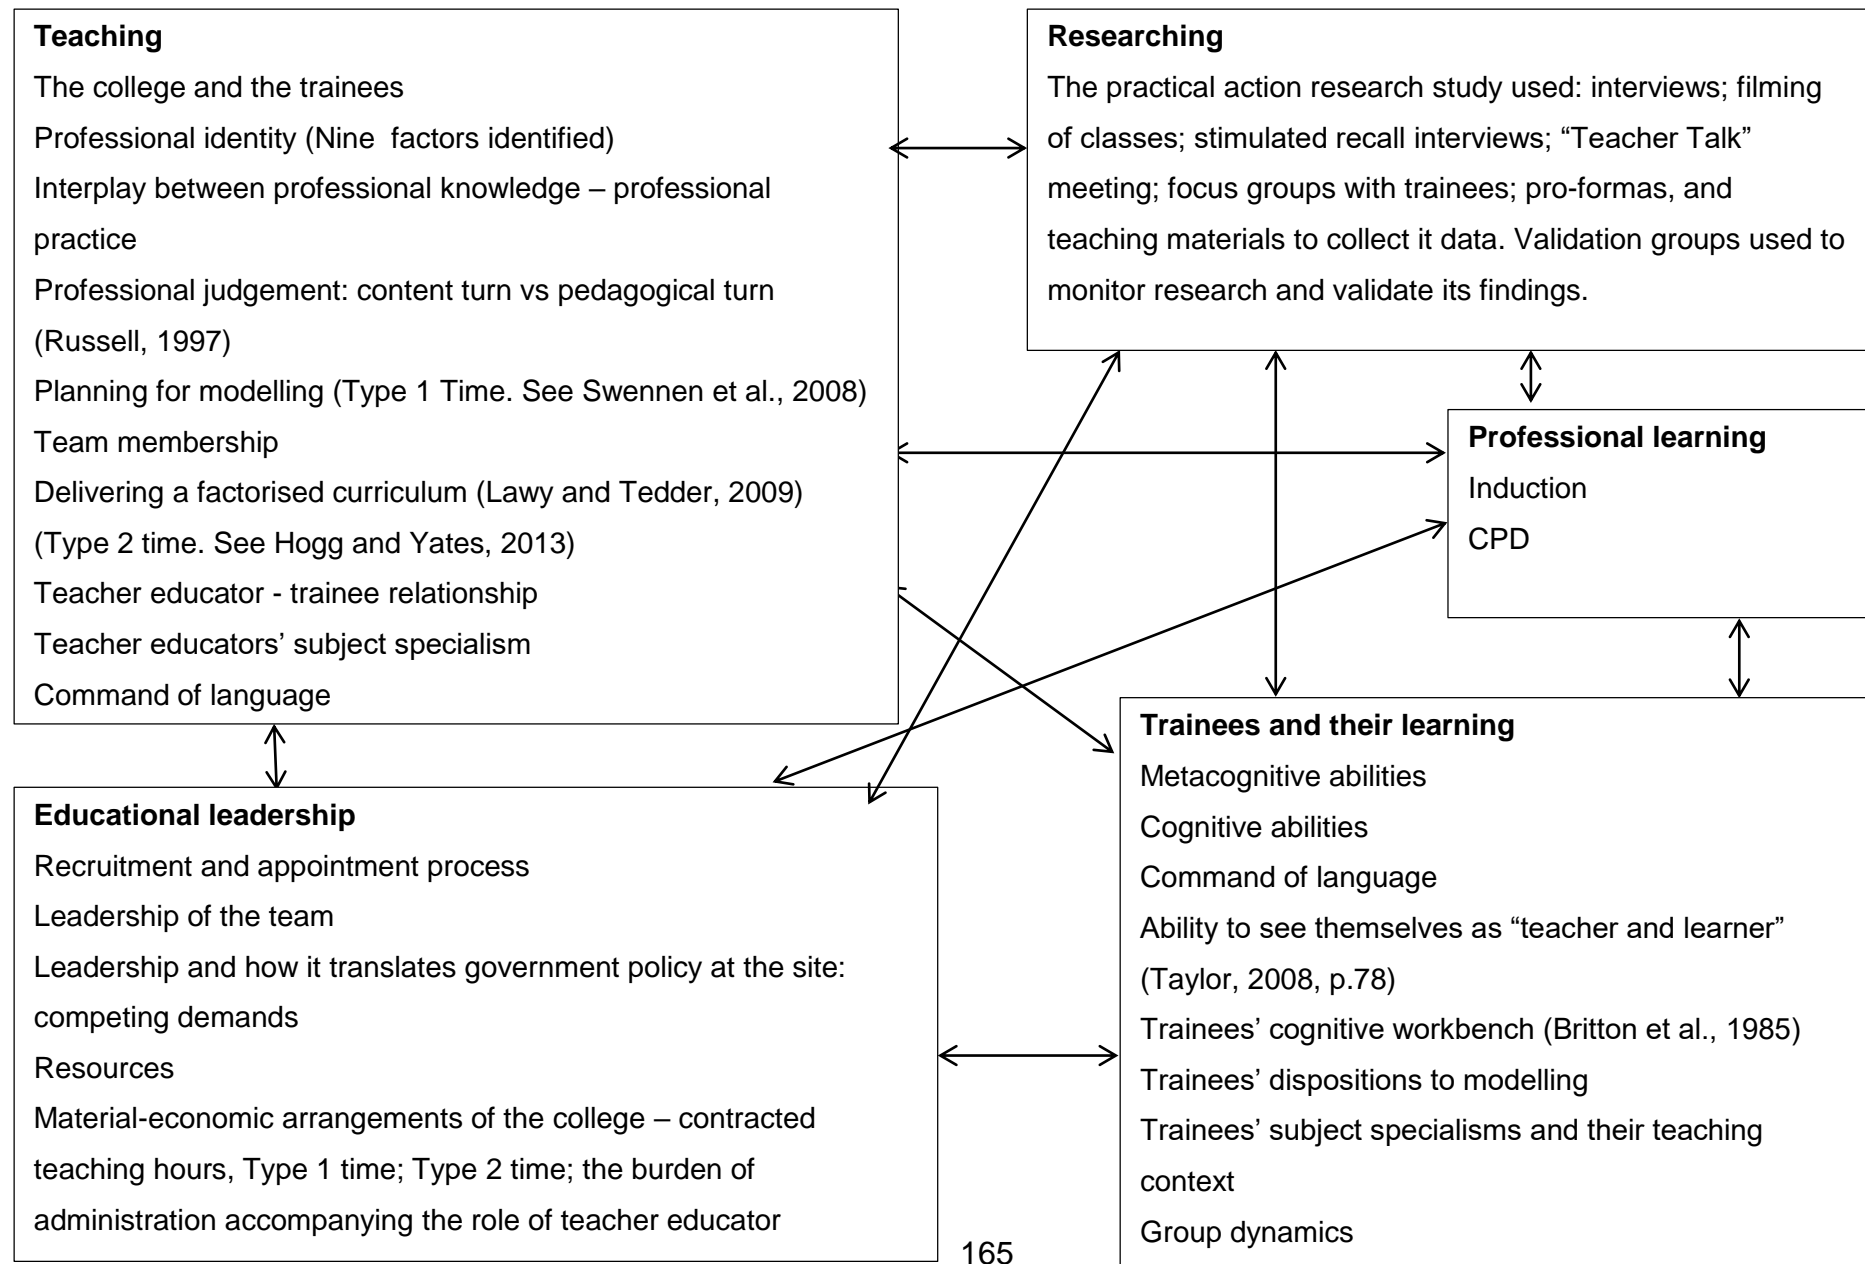 Teaching
The college and the trainees
Professional identity (Nine  factors identified)
Interplay between professional knowledge – professional
practice
Professional judgement: content turn vs pedagogical turn
(Russell, 1997)
Planning for modelling (Type 1 Time. See Swennen et al., 2008)
Team membership
Delivering a factorised curriculum (Lawy and Tedder, 2009)
(Type 2 time. See Hogg and Yates, 2013)
Teacher educator - trainee relationship
Teacher educators’ subject specialism
Command of language
Researching
The practical action research study used: interviews; filming
of classes; stimulated recall interviews; “Teacher Talk”
meeting; focus groups with trainees; pro-formas, and
teaching materials to collect it data. Validation groups used to
monitor research and validate its findings.
Professional learning
Induction
CPD
Educational leadership
Recruitment and appointment process
Leadership of the team
Leadership and how it translates government policy at the site:
competing demands
Resources
Material-economic arrangements of the college – contracted
teaching hours, Type 1 time; Type 2 time; the burden of
administration accompanying the role of teacher educator
Trainees and their learning
Metacognitive abilities
Cognitive abilities
Command of language
Ability to see themselves as “teacher and learner”
(Taylor, 2008, p.78)
Trainees’ cognitive workbench (Britton et al., 1985)
Trainees’ dispositions to modelling
Trainees’ subject specialisms and their teaching
context
Group dynamics
165